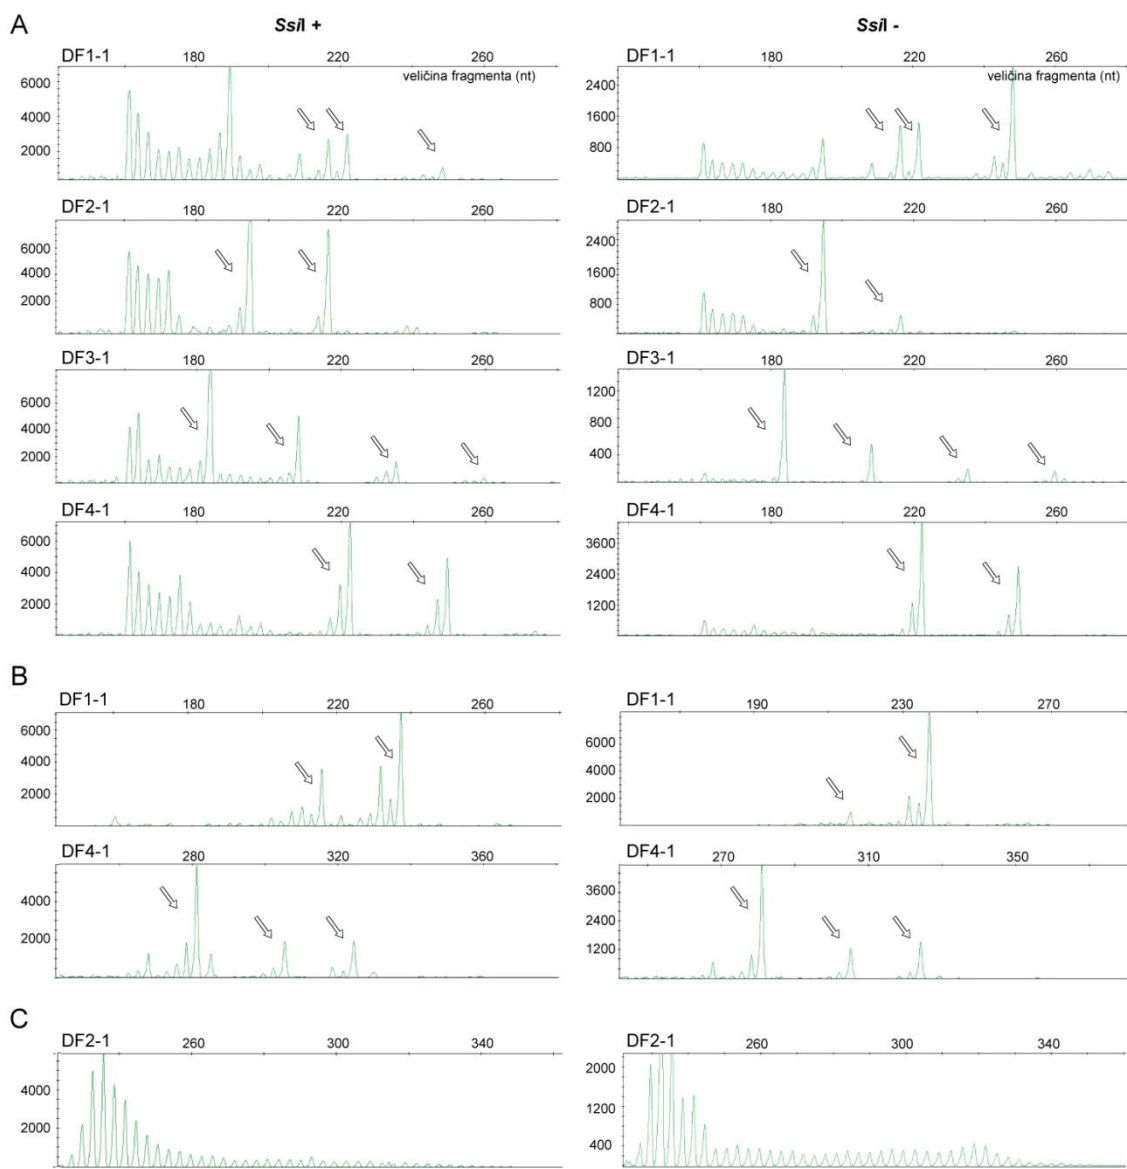 A
SsiI +
SsiI -
DF1-1 180 220 260
veličina fragmenta (nt)
6000
4000
2000
DF1-1 180 220 260
veličina fragmenta (nt)
2400
1600
800
DF2-1 180 220 260
6000
4000
2000
DF2-1 180 220 260
2400
1600
800
DF3-1 180 220 260
6000
4000
2000
DF3-1 180 220 260
1200
800
400
DF4-1 180 220 260
6000
4000
2000
DF4-1 180 220 260
3600
2400
1200
B
DF1-1 180 220 260
6000
4000
2000
DF1-1 190 230 270
6000
4000
2000
DF4-1 280 320 360
4000
2000
DF4-1 270 310 350
3600
2400
1200
C
DF2-1 260 300 340
4000
2000
DF2-1 260 300 340
2000
1200
400